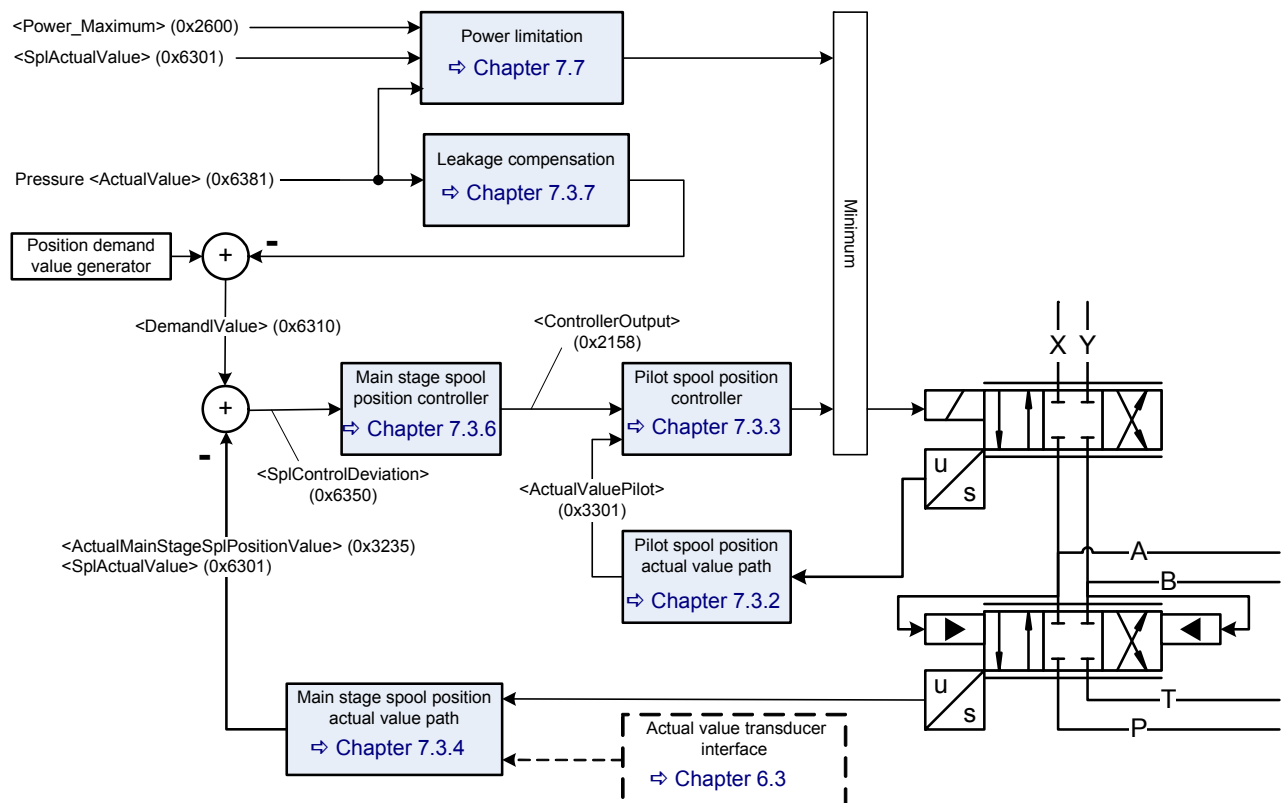 <Power_Maximum> (0x2600)
<SplActualValue> (0x6301)
Power limitation
⇨ Chapter 7.7
Pressure <ActualValue> (0x6381)
Leakage compensation
⇨ Chapter 7.3.7
Minimum
Position demand
value generator
+
-
<DemandlValue> (0x6310)
<ControllerOutput>
(0x2158)
X Y
+
-
Main stage spool
position controller
⇨ Chapter 7.3.6
Pilot spool position
controller
⇨ Chapter 7.3.3
u
s
<SplControlDeviation>
(0x6350)
<ActualValuePilot>
(0x3301)
<ActualMainStageSplPositionValue> (0x3235)
<SplActualValue> (0x6301)
Pilot spool position
actual value path
⇨ Chapter 7.3.2
A
B
u
s
T
P
Main stage spool position
actual value path
⇨ Chapter 7.3.4
Actual value transducer
interface
⇨ Chapter 6.3